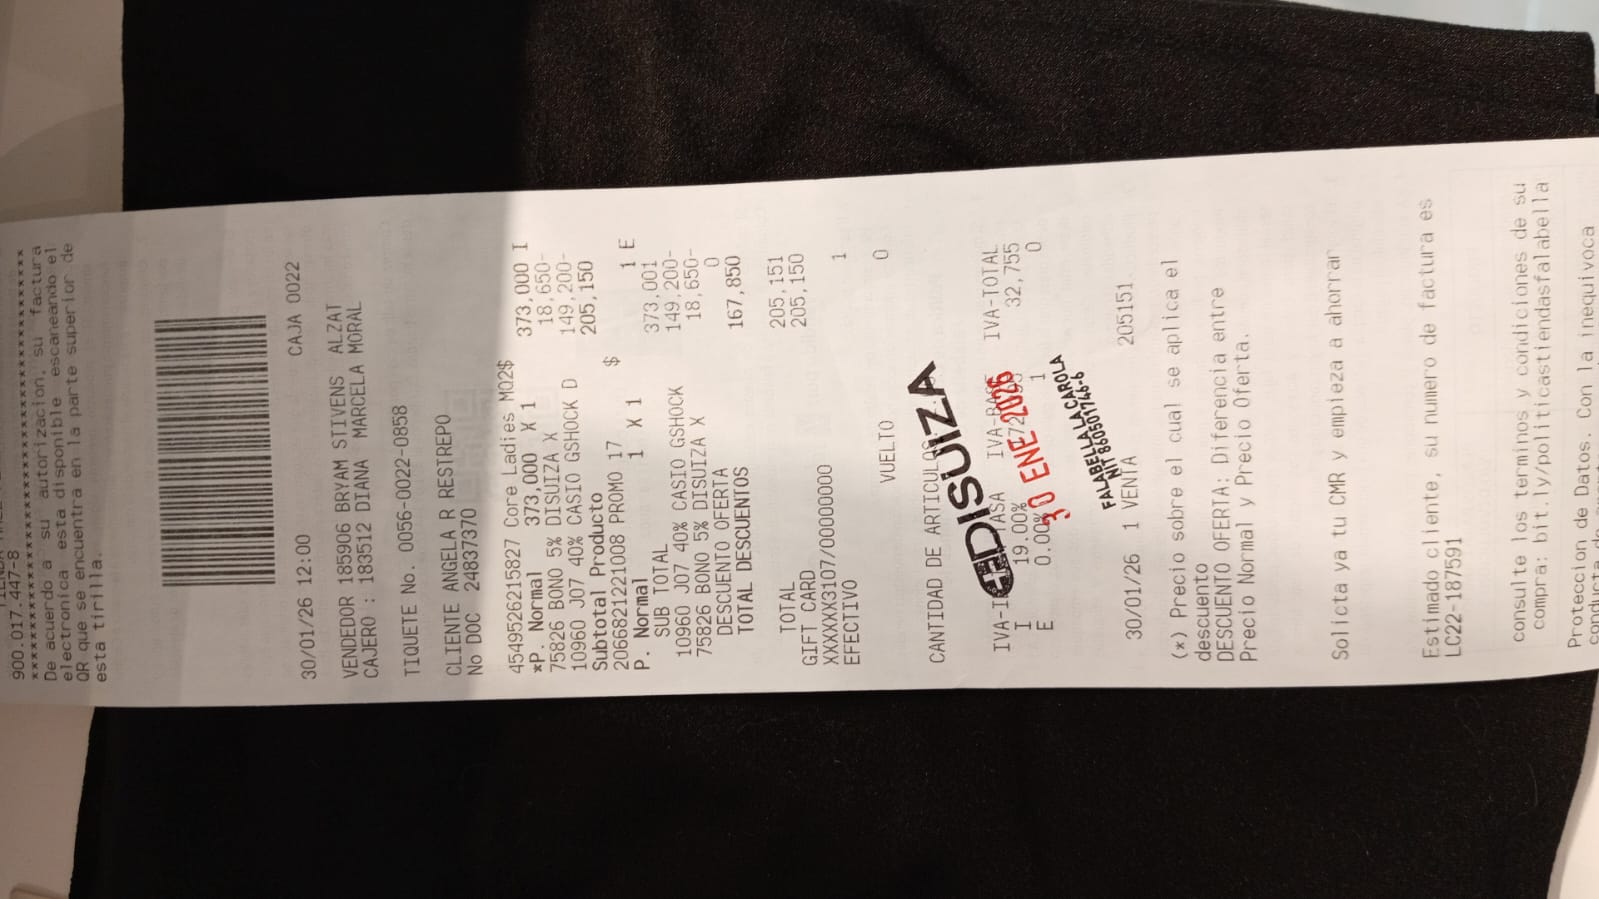 900.017.447-8
****************************************
De acuerdo a su autorizacion, su factura
electronica esta disponible escaneando el
QR que se encuentra en la parte superior de
esta tirilla.
30/01/26 12:00 CAJA 0022
VENDEDOR 185906 BRYAM STIVENS ALZAT
CAJERO : 183512 DIANA MARCELA MORAL
TIQUETE No. 0056-0022-0858
CLIENTE ANGELA R RESTREPO
No DOC 24837370
4549526215827 Core Ladies MQ2$ 373,000 I
*P. Normal 373,000 X 1 18,650-
75826 BONO 5% DISUIZA X 149,200-
10960 J07 40% CASIO GSHOCK D 205,150
Subtotal Producto
2066821221008 PROMO 17 $ 1 E
P. Normal 1 X 1
SUB TOTAL 373,001
10960 J07 40% CASIO GSHOCK 149,200-
75826 BONO 5% DISUIZA X 18,650-
DESCUENTO OFERTA 0
TOTAL DESCUENTOS 167,850
TOTAL 205,151
GIFT CARD 205,150
XXXXXX3107/00000000
EFECTIVO 1
VUELTO 0
CANTIDAD DE ARTICULOS
DISUIZA
IVA-I TASA IVA-BASE IVA-TOTAL
I 19.00% 32,755
E 0.00% 1 0
30 ENE 2026
FALABELLA LA CAROLA
NIT 860501746-6
30/01/26 1 VENTA 205151
(*) Precio sobre el cual se aplica el
descuento
DESCUENTO OFERTA: Diferencia entre
Precio Normal y Precio Oferta.
Solicta ya tu CMR y empieza a ahorrar
Estimado cliente, su numero de factura es
LC22-187591
consulte los terminos y condiciones de su
compra: bit.ly/politicastiendasfalabella
Proteccion de Datos. Con la inequivoca